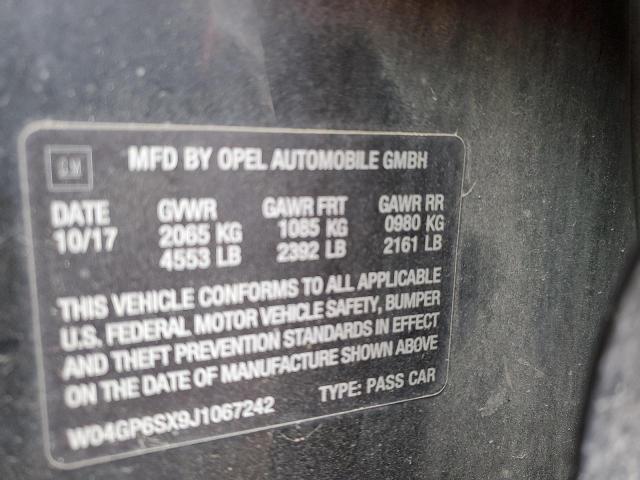 GM MFD BY OPEL AUTOMOBILE GMBH
DATE GVWR GAWR FRT GAWR RR
10/17 2065 KG 1085 KG 0980 KG
4553 LB 2392 LB 2161 LB
THIS VEHICLE CONFORMS TO ALL APPLICABLE
U.S. FEDERAL MOTOR VEHICLE SAFETY, BUMPER
AND THEFT PREVENTION STANDARDS IN EFFECT
ON THE DATE OF MANUFACTURE SHOWN ABOVE
W04GP6SX9J1067242 TYPE: PASS CAR